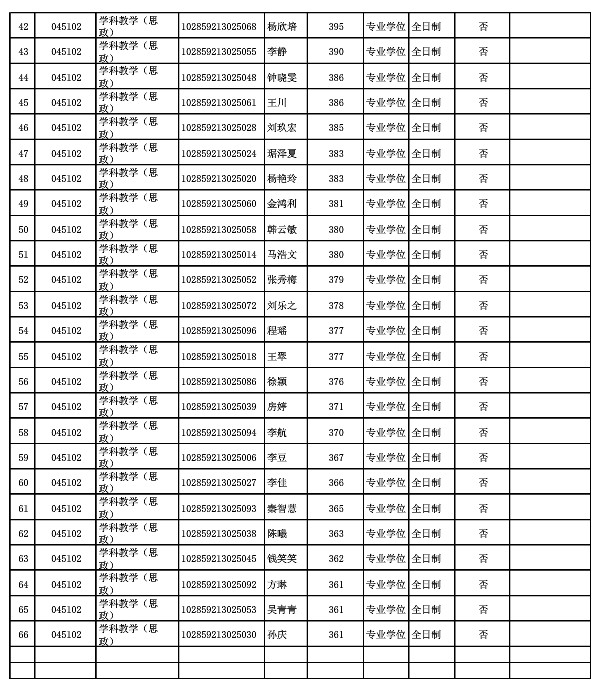 42 045102 学科教学（思政） 102859213025068 杨欣培 395 专业学位 全日制 否
43 045102 学科教学（思政） 102859213025055 李静 390 专业学位 全日制 否
44 045102 学科教学（思政） 102859213025048 钟晓雯 386 专业学位 全日制 否
45 045102 学科教学（思政） 102859213025061 王川 386 专业学位 全日制 否
46 045102 学科教学（思政） 102859213025028 刘玖宏 385 专业学位 全日制 否
47 045102 学科教学（思政） 102859213025024 琚泽夏 383 专业学位 全日制 否
48 045102 学科教学（思政） 102859213025020 杨艳玲 383 专业学位 全日制 否
49 045102 学科教学（思政） 102859213025060 金鸿利 381 专业学位 全日制 否
50 045102 学科教学（思政） 102859213025058 韩云敏 380 专业学位 全日制 否
51 045102 学科教学（思政） 102859213025014 马浩文 380 专业学位 全日制 否
52 045102 学科教学（思政） 102859213025052 张秀梅 379 专业学位 全日制 否
53 045102 学科教学（思政） 102859213025072 刘乐之 378 专业学位 全日制 否
54 045102 学科教学（思政） 102859213025096 程瑶 377 专业学位 全日制 否
55 045102 学科教学（思政） 102859213025018 王翠 377 专业学位 全日制 否
56 045102 学科教学（思政） 102859213025086 徐颖 376 专业学位 全日制 否
57 045102 学科教学（思政） 102859213025039 房婷 371 专业学位 全日制 否
58 045102 学科教学（思政） 102859213025094 李航 370 专业学位 全日制 否
59 045102 学科教学（思政） 102859213025006 李豆 367 专业学位 全日制 否
60 045102 学科教学（思政） 102859213025027 李佳 366 专业学位 全日制 否
61 045102 学科教学（思政） 102859213025093 秦智慧 365 专业学位 全日制 否
62 045102 学科教学（思政） 102859213025038 陈曦 363 专业学位 全日制 否
63 045102 学科教学（思政） 102859213025045 钱笑笑 362 专业学位 全日制 否
64 045102 学科教学（思政） 102859213025092 方琳 361 专业学位 全日制 否
65 045102 学科教学（思政） 102859213025053 吴青青 361 专业学位 全日制 否
66 045102 学科教学（思政） 102859213025030 孙庆 361 专业学位 全日制 否